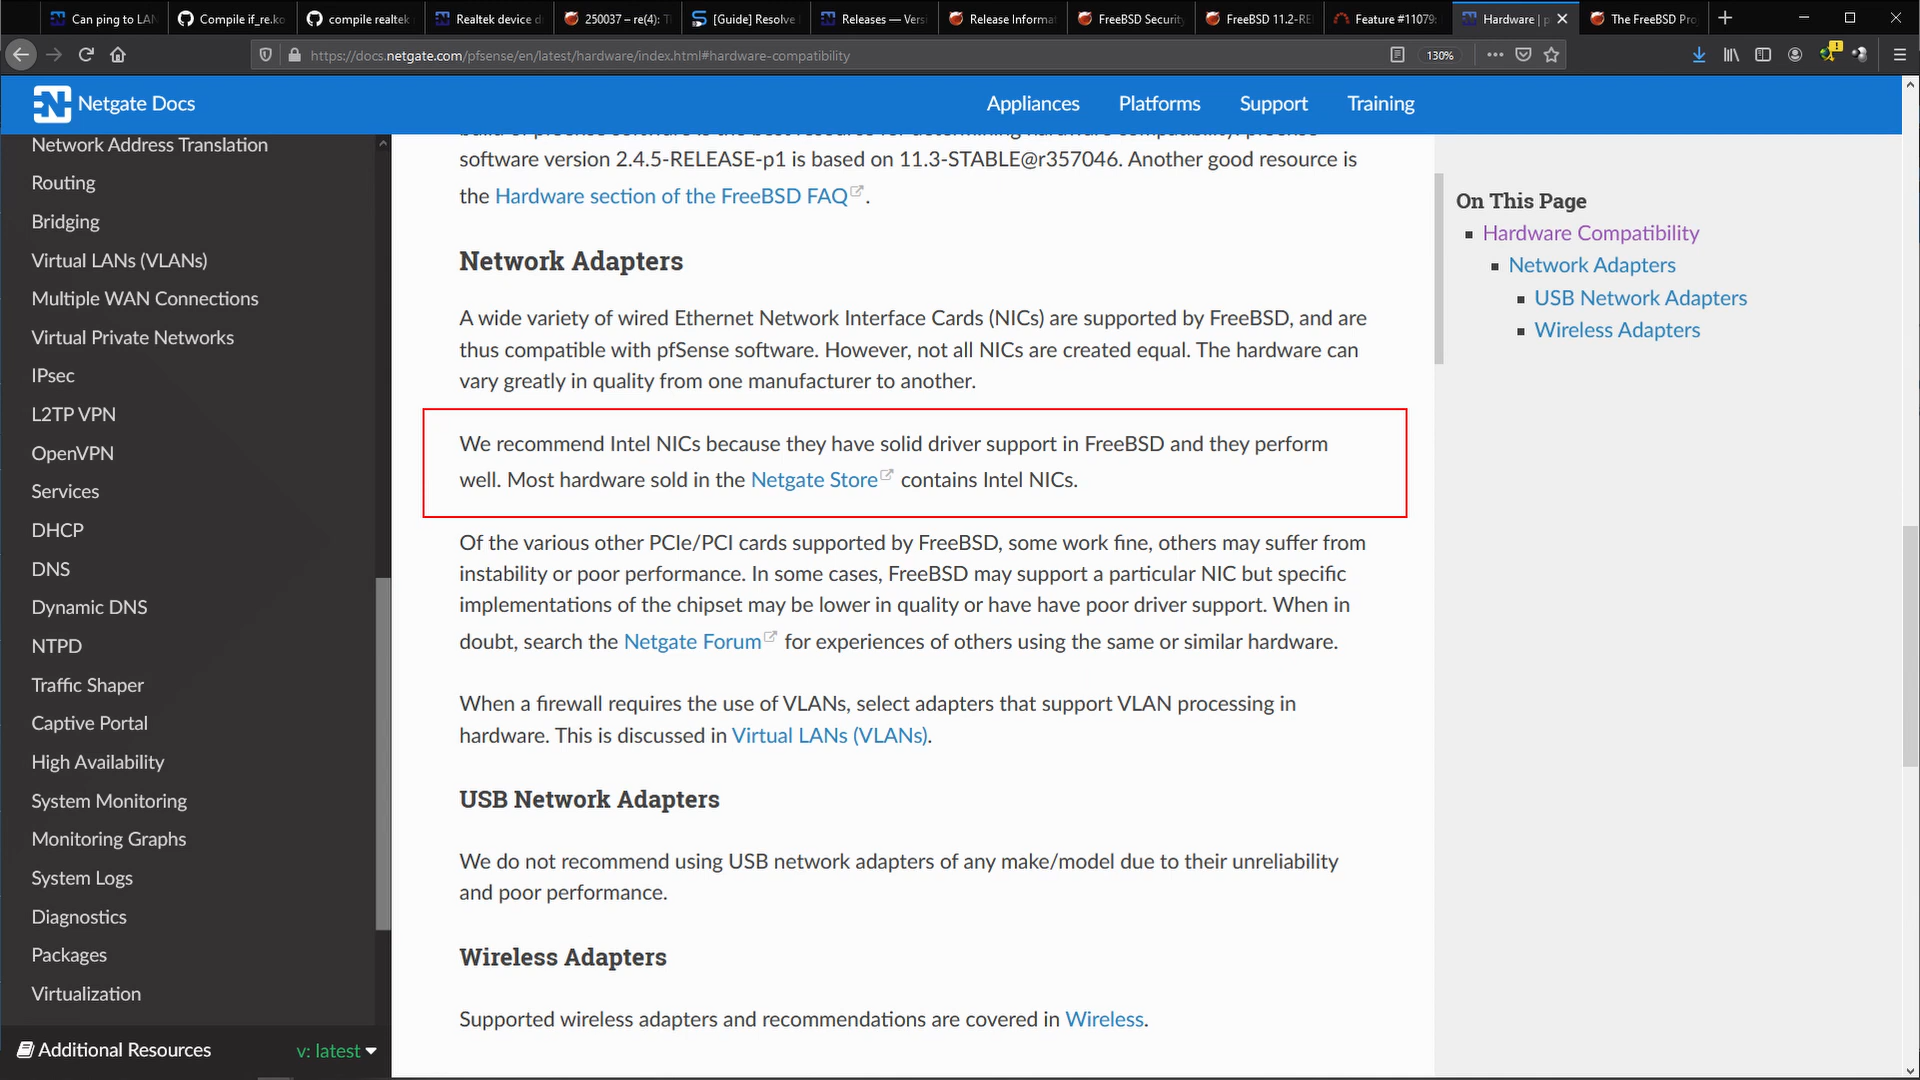 Can ping to LAN
Compile if_re.ko
compile realtek
Realtek device d
250037 – re(4): T
[Guide] Resolve
Releases — Versi
Release Informat
FreeBSD Security
FreeBSD 11.2-RE
Feature #11079:
Hardware | p
The FreeBSD Pro
https://docs.netgate.com/pfsense/en/latest/hardware/index.html#hardware-compatibility
130%
Netgate Docs
Appliances
Platforms
Support
Training
Network Address Translation
Routing
Bridging
Virtual LANs (VLANs)
Multiple WAN Connections
Virtual Private Networks
IPsec
L2TP VPN
OpenVPN
Services
DHCP
DNS
Dynamic DNS
NTPD
Traffic Shaper
Captive Portal
High Availability
System Monitoring
Monitoring Graphs
System Logs
Diagnostics
Packages
Virtualization
Additional Resources
v: latest
software version 2.4.5-RELEASE-p1 is based on 11.3-STABLE@r357046. Another good resource is
the Hardware section of the FreeBSD FAQ.
Network Adapters
A wide variety of wired Ethernet Network Interface Cards (NICs) are supported by FreeBSD, and are
thus compatible with pfSense software. However, not all NICs are created equal. The hardware can
vary greatly in quality from one manufacturer to another.
We recommend Intel NICs because they have solid driver support in FreeBSD and they perform
well. Most hardware sold in the Netgate Store contains Intel NICs.
Of the various other PCIe/PCI cards supported by FreeBSD, some work fine, others may suffer from
instability or poor performance. In some cases, FreeBSD may support a particular NIC but specific
implementations of the chipset may be lower in quality or have have poor driver support. When in
doubt, search the Netgate Forum for experiences of others using the same or similar hardware.
When a firewall requires the use of VLANs, select adapters that support VLAN processing in
hardware. This is discussed in Virtual LANs (VLANs).
USB Network Adapters
We do not recommend using USB network adapters of any make/model due to their unreliability
and poor performance.
Wireless Adapters
Supported wireless adapters and recommendations are covered in Wireless.
On This Page
Hardware Compatibility
Network Adapters
USB Network Adapters
Wireless Adapters